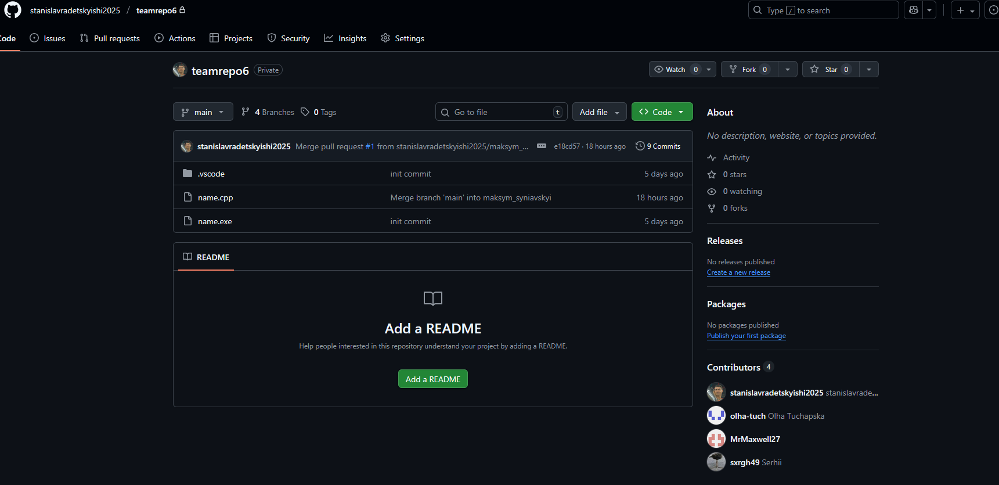 stanislavradetskyishi2025 / teamrepo6
Type / to search
Code Issues Pull requests Actions Projects Security Insights Settings
teamrepo6 Private
Watch 0 Fork 0 Star 0
main 4 Branches 0 Tags
Go to file t Add file Code
stanislavradetskyishi2025 Merge pull request #1 from stanislavradetskyishi2025/maksym_... e18cd57 · 18 hours ago 9 Commits
.vscode init commit 5 days ago
name.cpp Merge branch 'main' into maksym_syniavskyi 18 hours ago
name.exe init commit 5 days ago
README
Add a README
Help people interested in this repository understand your project by adding a README.
Add a README
About
No description, website, or topics provided.
Activity
0 stars
0 watching
0 forks
Releases
No releases published
Create a new release
Packages
No packages published
Publish your first package
Contributors 4
stanislavradetskyishi2025 stanislavrade...
olha-tuch Olha Tuchapska
MrMaxwell27
sxrgh49 Serhii